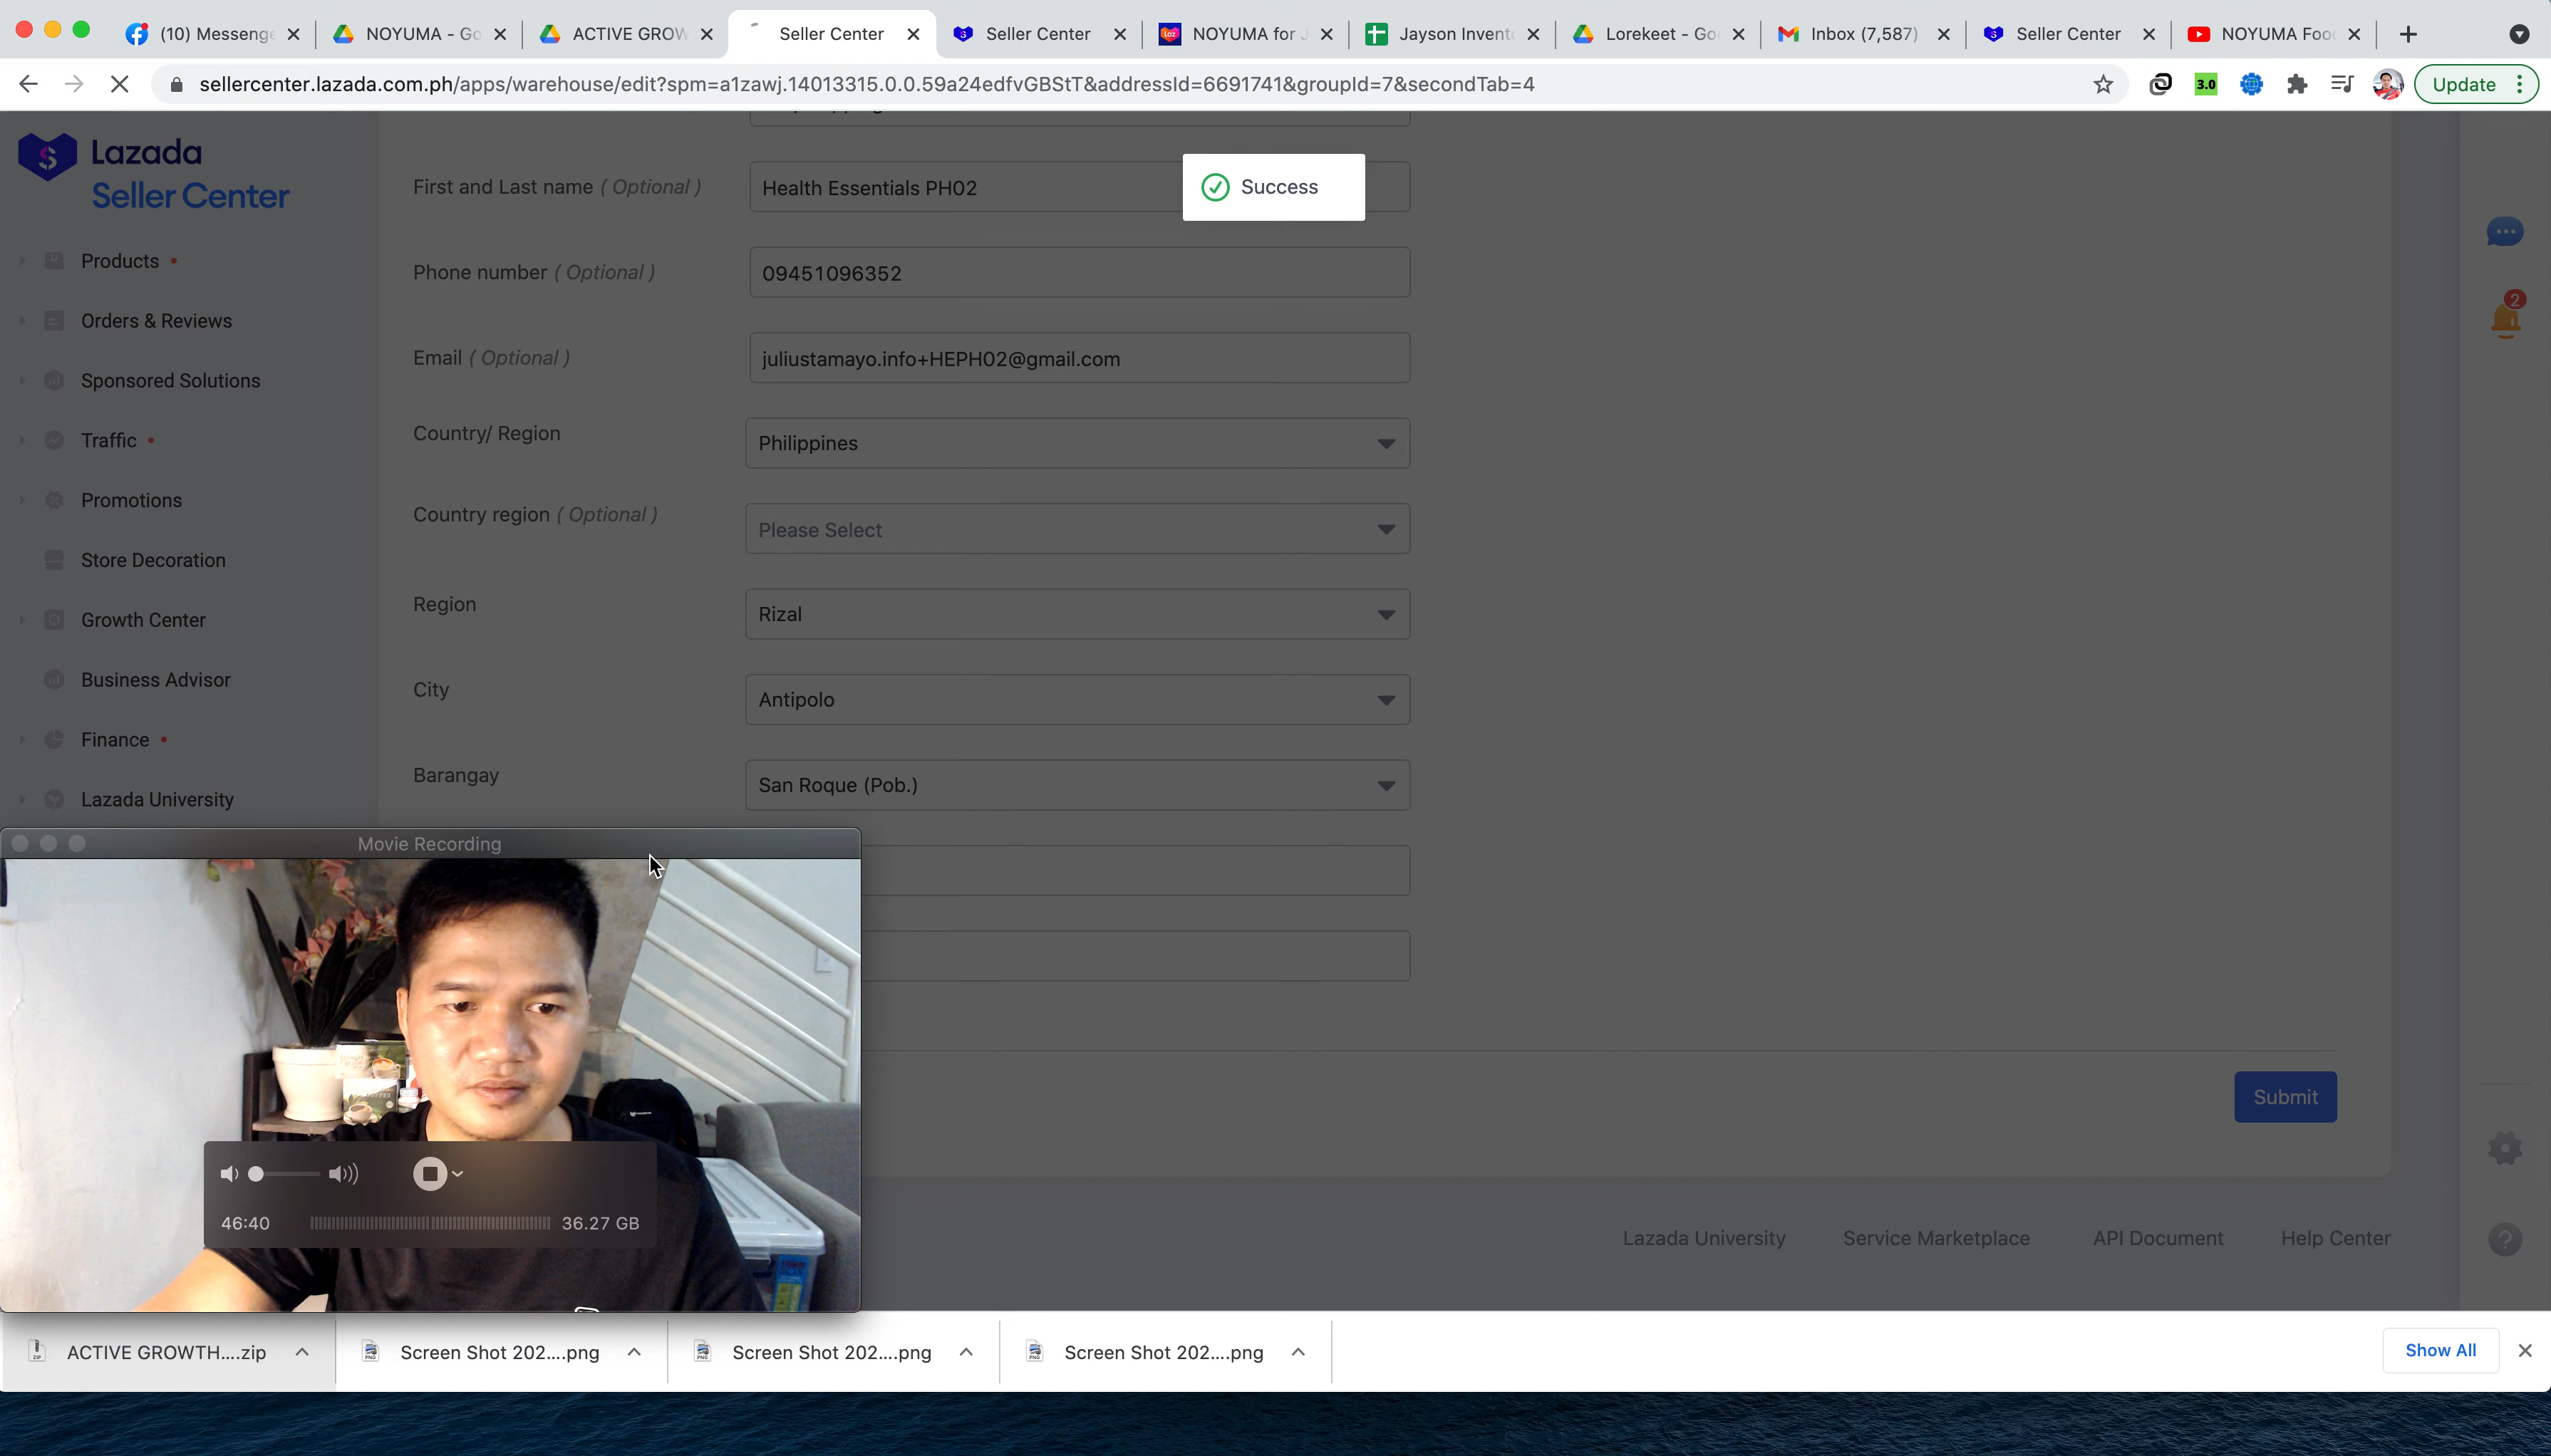 (10) Messenge
NOYUMA - Go
ACTIVE GROW
Seller Center
Seller Center
NOYUMA for J
Jayson Invent
Lorekeet - Go
Inbox (7,587)
Seller Center
NOYUMA Foo
sellercenter.lazada.com.ph/apps/warehouse/edit?spm=a1zawj.14013315.0.0.59a24edfvGBStT&addressId=6691741&groupId=7&secondTab=4
3.0
Update
Lazada
Seller Center
Products
Orders & Reviews
Sponsored Solutions
Traffic
Promotions
Store Decoration
Growth Center
Business Advisor
Finance
Lazada University
First and Last name ( Optional )
Health Essentials PH02
Success
Phone number ( Optional )
09451096352
Email ( Optional )
juliustamayo.info+HEPH02@gmail.com
Country/ Region
Philippines
Country region ( Optional )
Please Select
Region
Rizal
City
Antipolo
Barangay
San Roque (Pob.)
2
Submit
Movie Recording
46:40
36.27 GB
Lazada University
Service Marketplace
API Document
Help Center
ACTIVE GROWTH....zip
Screen Shot 202....png
Screen Shot 202....png
Screen Shot 202....png
Show All